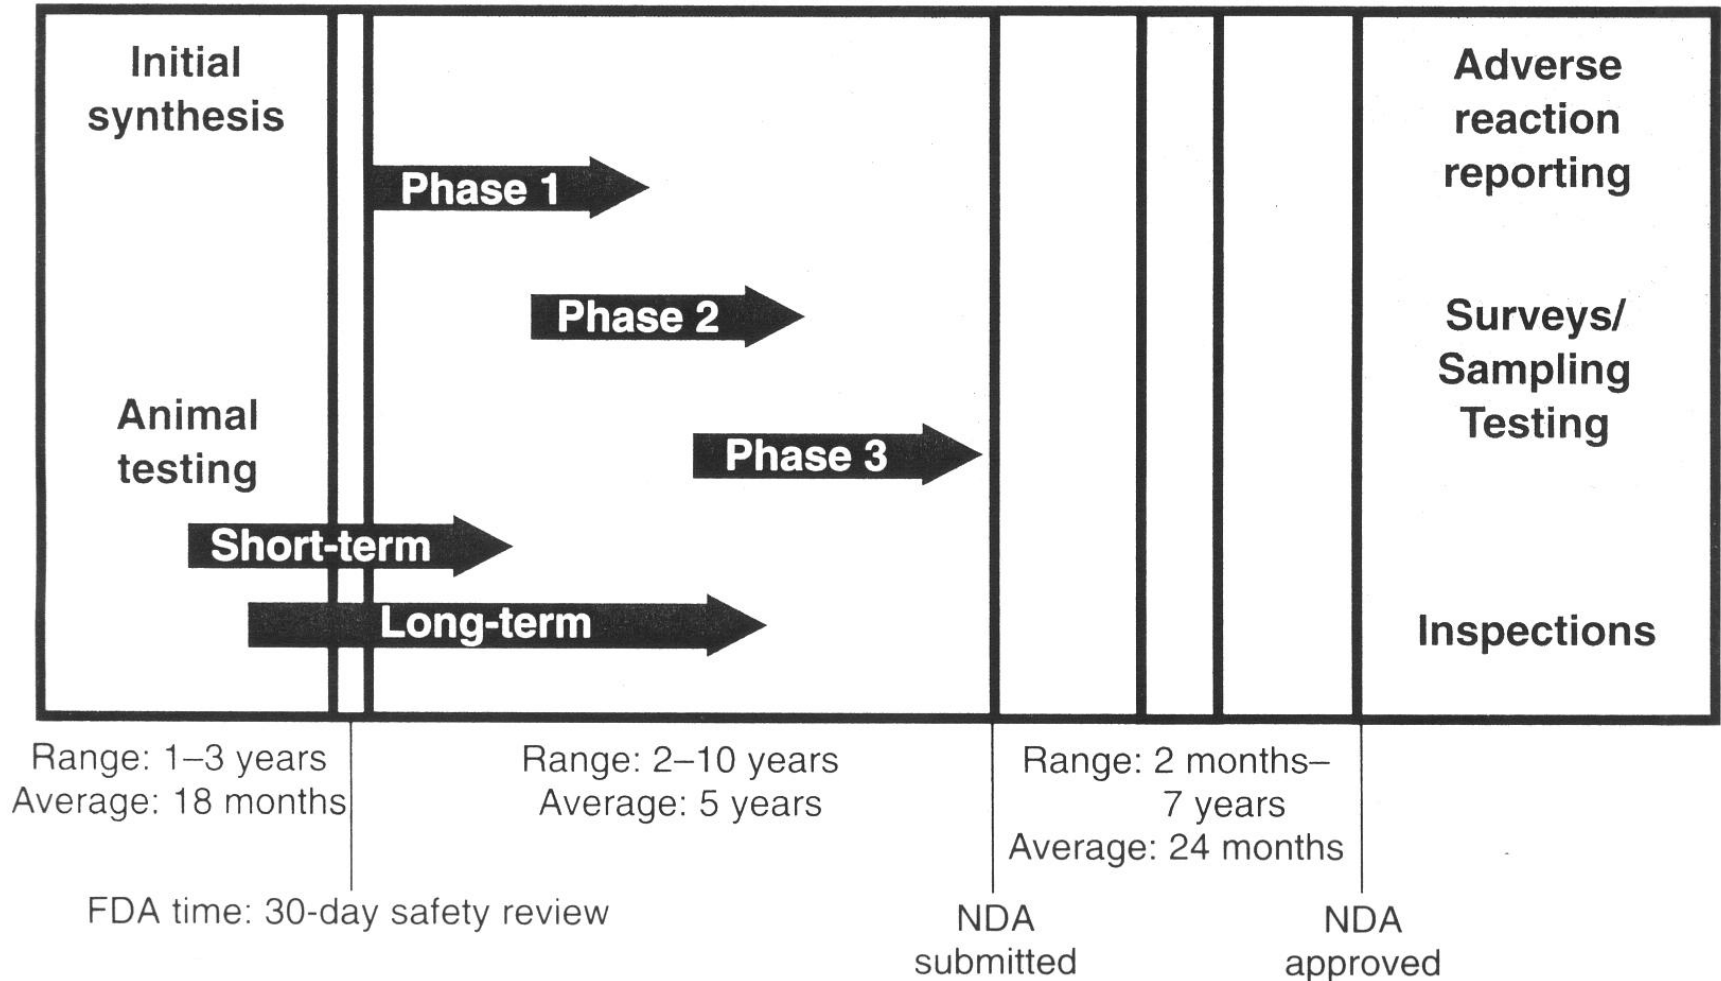 Initial
synthesis
Phase 1
Phase 2
Animal
testing
Phase 3
Short-term
Long-term
Adverse
reaction
reporting
Surveys/
Sampling
Testing
Inspections
Range: 1–3 years
Average: 18 months
Range: 2–10 years
Average: 5 years
Range: 2 months–
7 years
Average: 24 months
FDA time: 30-day safety review
NDA
submitted
NDA
approved